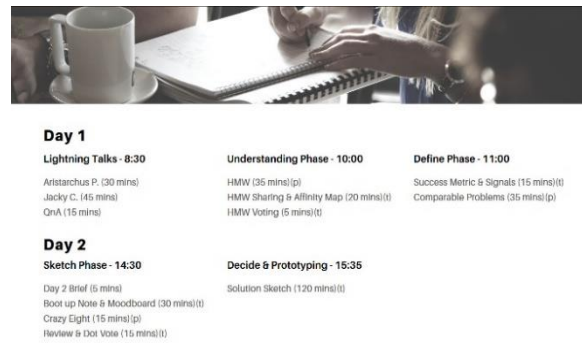 Day 1
Lightning Talks - 8:30
Aristarchus P. (30 mins)
Jacky C. (45 mins)
QnA (15 mins)
Understanding Phase - 10:00
HMW (35 mins)(p)
HMW Sharing & Affinity Map (20 mins)(t)
HMW Voting (5 mins)(t)
Define Phase - 11:00
Success Metric & Signals (15 mins)(t)
Comparable Problems (35 mins)(p)
Day 2
Sketch Phase - 14:30
Day 2 Brief (5 mins)
Boot up Note & Moodboard (30 mins)(t)
Crazy Eight (15 mins)(p)
Review & Dot Vote (15 mins)(t)
Decide & Prototyping - 15:35
Solution Sketch (120 mins)(t)